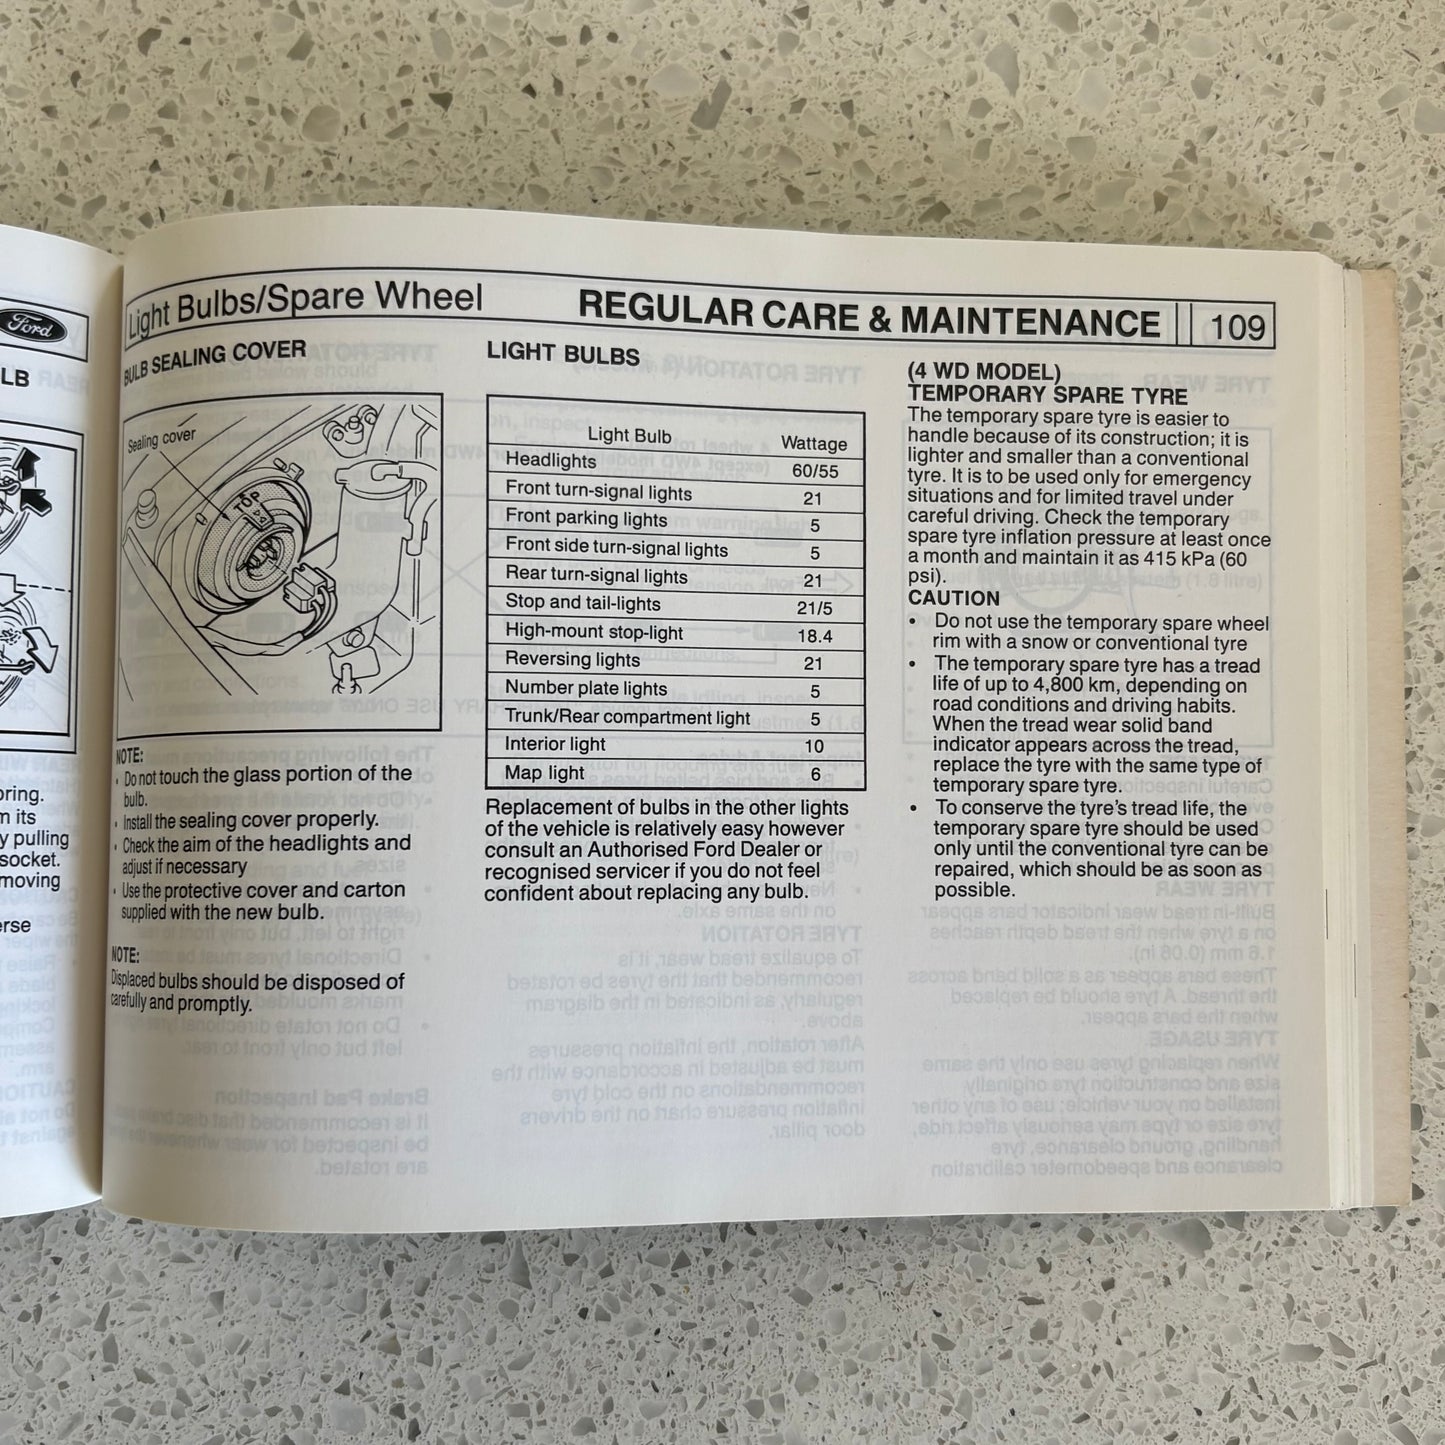 Ford
LB
oring.
m its
y pulling
socket.
moving
erse
Light Bulbs/Spare Wheel REGULAR CARE & MAINTENANCE 109
BULB SEALING COVER
Sealing cover
TOP
NOTE:
• Do not touch the glass portion of the
bulb.
• Install the sealing cover properly.
• Check the aim of the headlights and
adjust if necessary
• Use the protective cover and carton
supplied with the new bulb.
NOTE:
Displaced bulbs should be disposed of
carefully and promptly.
LIGHT BULBS
Light Bulb Wattage
Headlights 60/55
Front turn-signal lights 21
Front parking lights 5
Front side turn-signal lights 5
Rear turn-signal lights 21
Stop and tail-lights 21/5
High-mount stop-light 18.4
Reversing lights 21
Number plate lights 5
Trunk/Rear compartment light 5
Interior light 10
Map light 6
Replacement of bulbs in the other lights
of the vehicle is relatively easy however
consult an Authorised Ford Dealer or
recognised servicer if you do not feel
confident about replacing any bulb.
(4 WD MODEL)
TEMPORARY SPARE TYRE
The temporary spare tyre is easier to
handle because of its construction; it is
lighter and smaller than a conventional
tyre. It is to be used only for emergency
situations and for limited travel under
careful driving. Check the temporary
spare tyre inflation pressure at least once
a month and maintain it as 415 kPa (60
psi).
CAUTION
• Do not use the temporary spare wheel
rim with a snow or conventional tyre
• The temporary spare tyre has a tread
life of up to 4,800 km, depending on
road conditions and driving habits.
When the tread wear solid band
indicator appears across the tread,
replace the tyre with the same type of
temporary spare tyre.
• To conserve the tyre's tread life, the
temporary spare tyre should be used
only until the conventional tyre can be
repaired, which should be as soon as
possible.